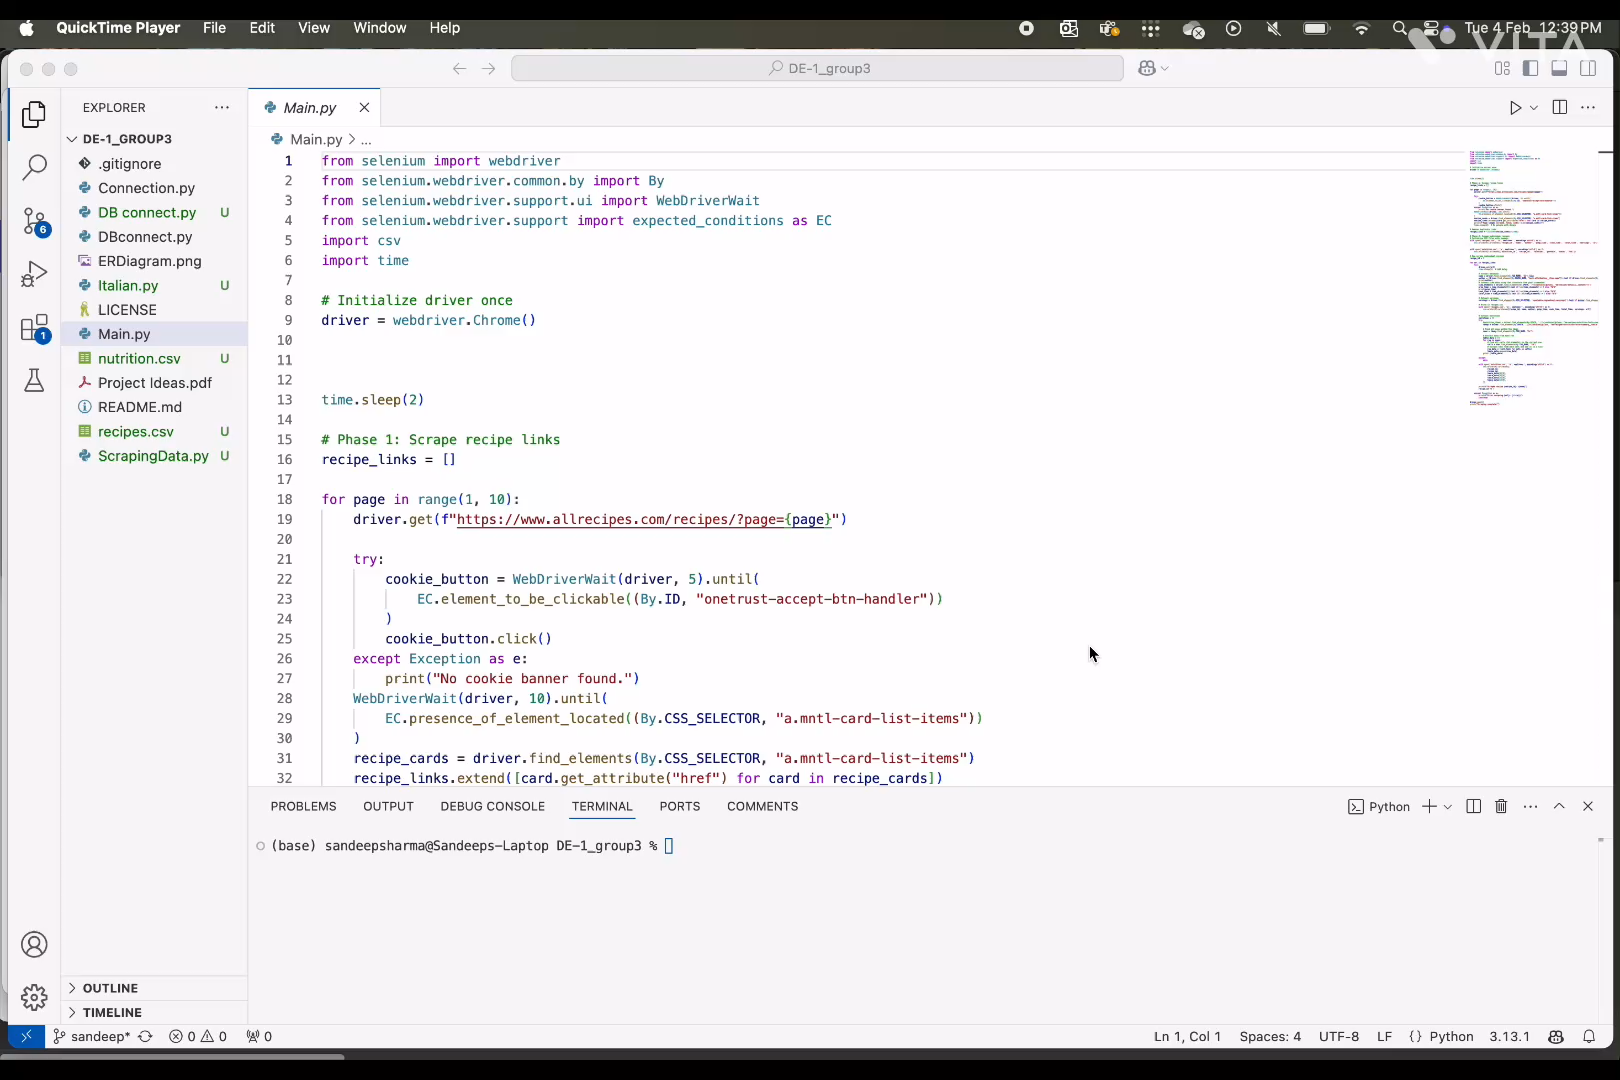 QuickTime Player File Edit View Window Help Tue 4 Feb 12:39 PM
VITA
DE-1_group3
EXPLORER
DE-1_GROUP3
.gitignore
Connection.py
DB connect.py U
DBconnect.py
ERDiagram.png
Italian.py U
LICENSE
Main.py
nutrition.csv U
Project Ideas.pdf
README.md
recipes.csv U
ScrapingData.py U
6
1
OUTLINE
TIMELINE
Main.py
Main.py > ...
1 from selenium import webdriver
2 from selenium.webdriver.common.by import By
3 from selenium.webdriver.support.ui import WebDriverWait
4 from selenium.webdriver.support import expected_conditions as EC
5 import csv
6 import time
7
8 # Initialize driver once
9 driver = webdriver.Chrome()
10
11
12
13 time.sleep(2)
14
15 # Phase 1: Scrape recipe links
16 recipe_links = []
17
18 for page in range(1, 10):
19 driver.get(f"https://www.allrecipes.com/recipes/?page={page}")
20
21 try:
22 cookie_button = WebDriverWait(driver, 5).until(
23 EC.element_to_be_clickable((By.ID, "onetrust-accept-btn-handler"))
24 )
25 cookie_button.click()
26 except Exception as e:
27 print("No cookie banner found.")
28 WebDriverWait(driver, 10).until(
29 EC.presence_of_element_located((By.CSS_SELECTOR, "a.mntl-card-list-items"))
30 )
31 recipe_cards = driver.find_elements(By.CSS_SELECTOR, "a.mntl-card-list-items")
32 recipe_links.extend([card.get_attribute("href") for card in recipe_cards])
PROBLEMS OUTPUT DEBUG CONSOLE TERMINAL PORTS COMMENTS Python
(base) sandeepsharma@Sandeeps-Laptop DE-1_group3 %
sandeep* 0 0 0 Ln 1, Col 1 Spaces: 4 UTF-8 LF {} Python 3.13.1